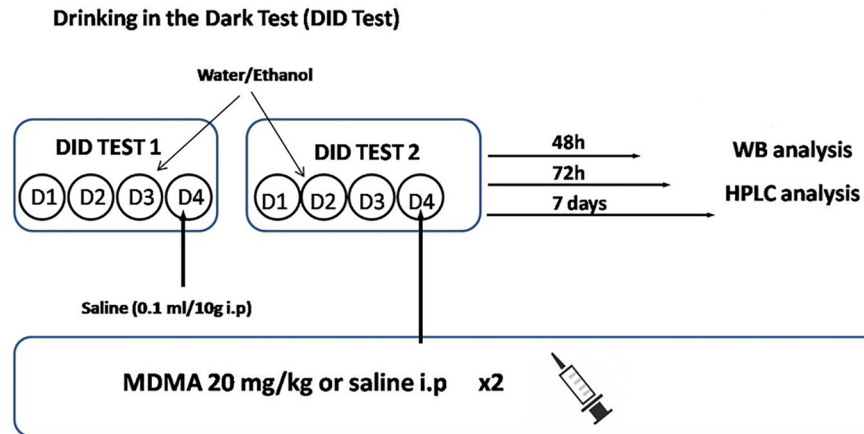 Drinking in the Dark Test (DID Test)
Water/Ethanol
DID TEST 1
D1 D2 D3 D4
DID TEST 2
D1 D2 D3 D4
48h
72h
7 days
WB analysis
HPLC analysis
Saline (0.1 ml/10g i.p)
MDMA 20 mg/kg or saline i.p x2